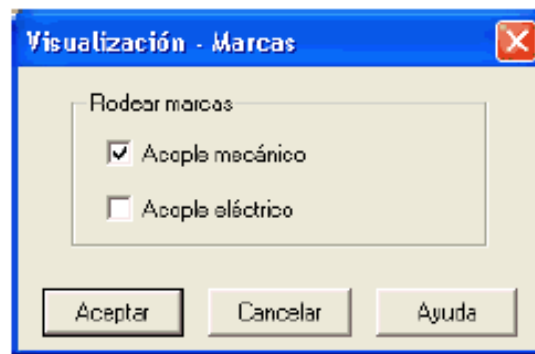 Visualización - Marcas
Rodear marcas
Acople mecánico
Acople eléctrico
Aceptar
Cancelar
Ayuda